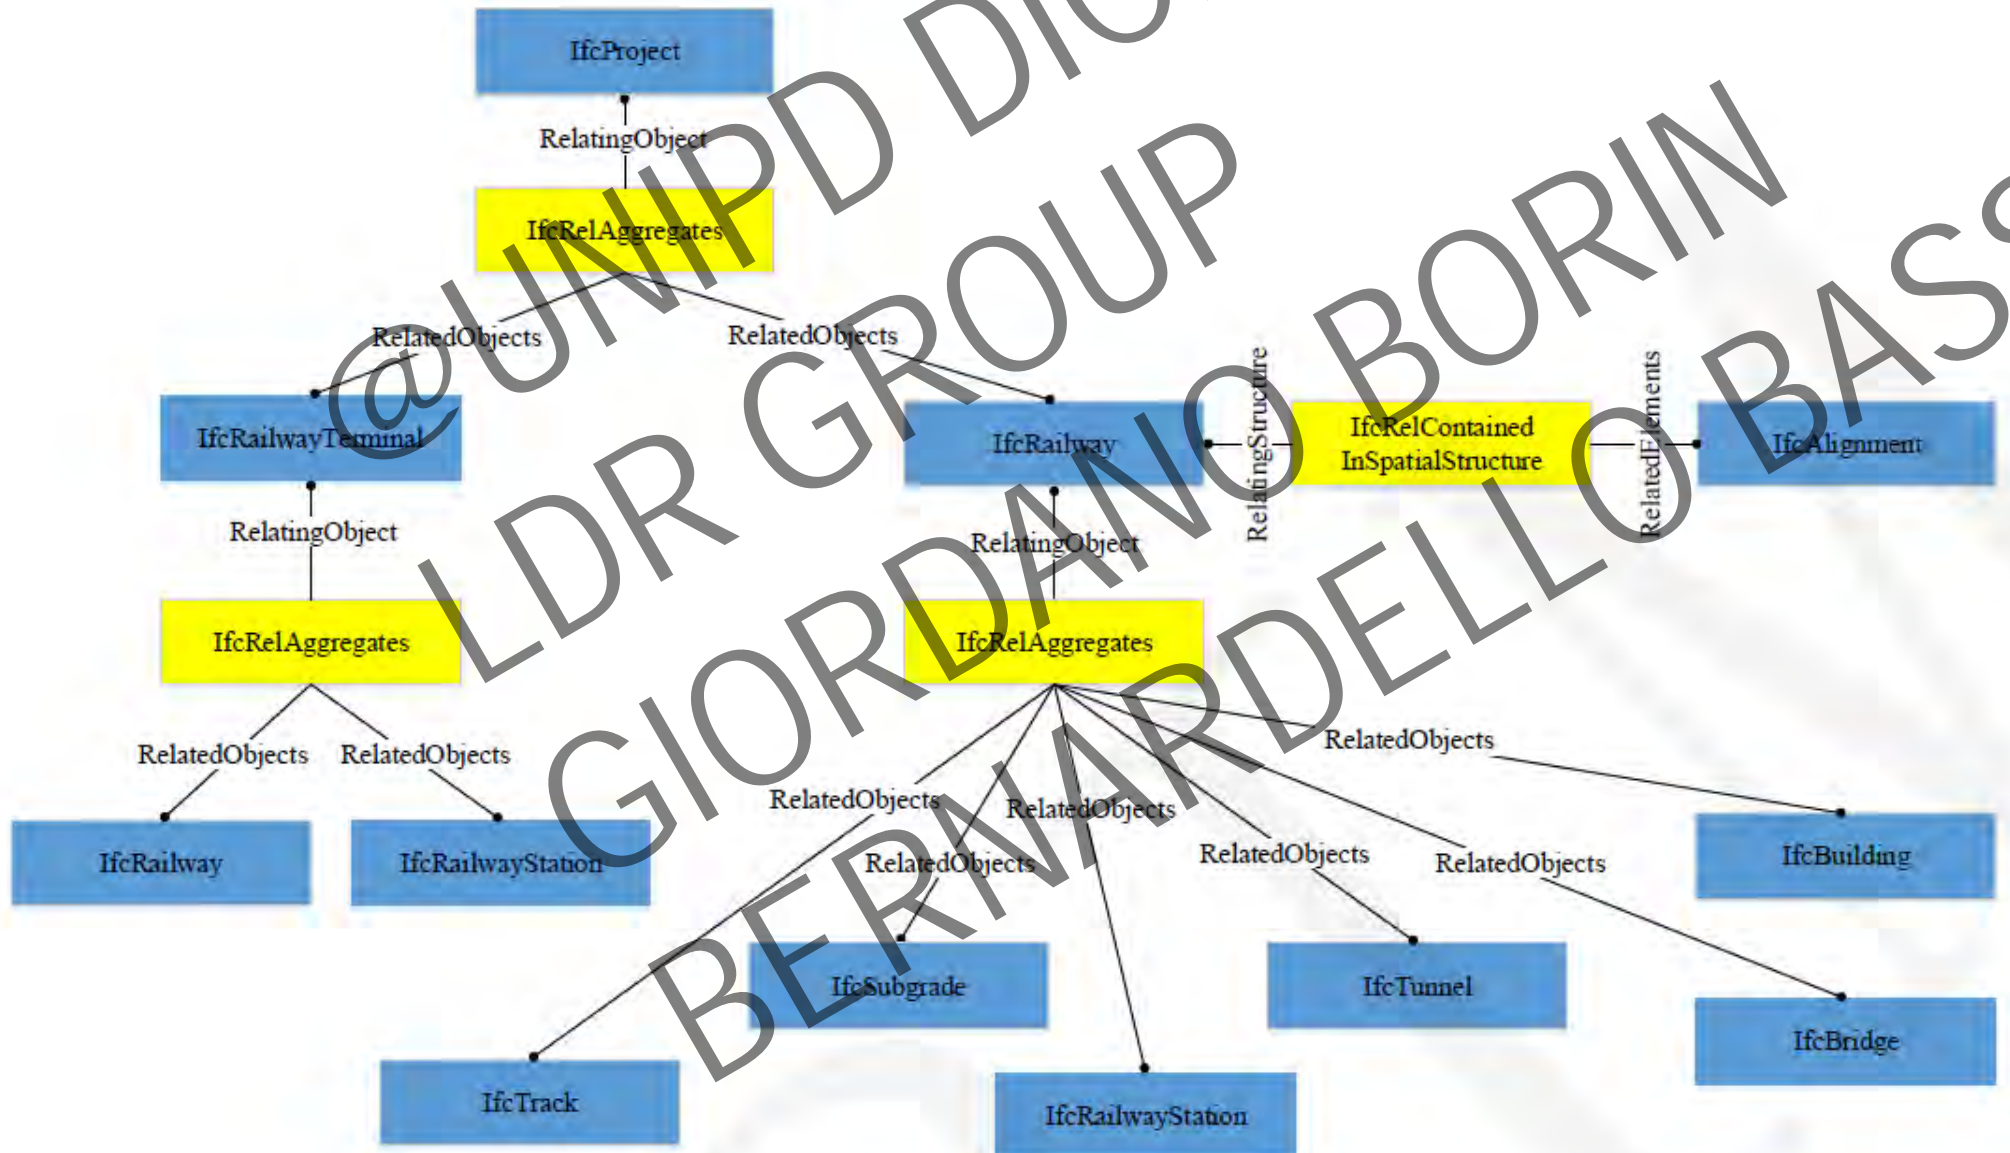 IfcProject
RelatingObject
IfcRelAggregates
RelatedObjects
RelatedObjects
IfcRailwayTerminal
IfcRailway
RelatingStructure
IfcRelContained
InSpatialStructure
RelatedElements
IfcAlignment
RelatingObject
RelatingObject
IfcRelAggregates
IfcRelAggregates
RelatedObjects
RelatedObjects
RelatedObjects
RelatedObjects
RelatedObjects
RelatedObjects
RelatedObjects
RelatedObjects
IfcRailway
IfcRailwayStation
IfcBuilding
IfcSubgrade
IfcTunnel
IfcBridge
IfcTrack
IfcRailwayStation
@UNIPD
LDR GROUP
GIORDANO BORIN
BERNARDELLO